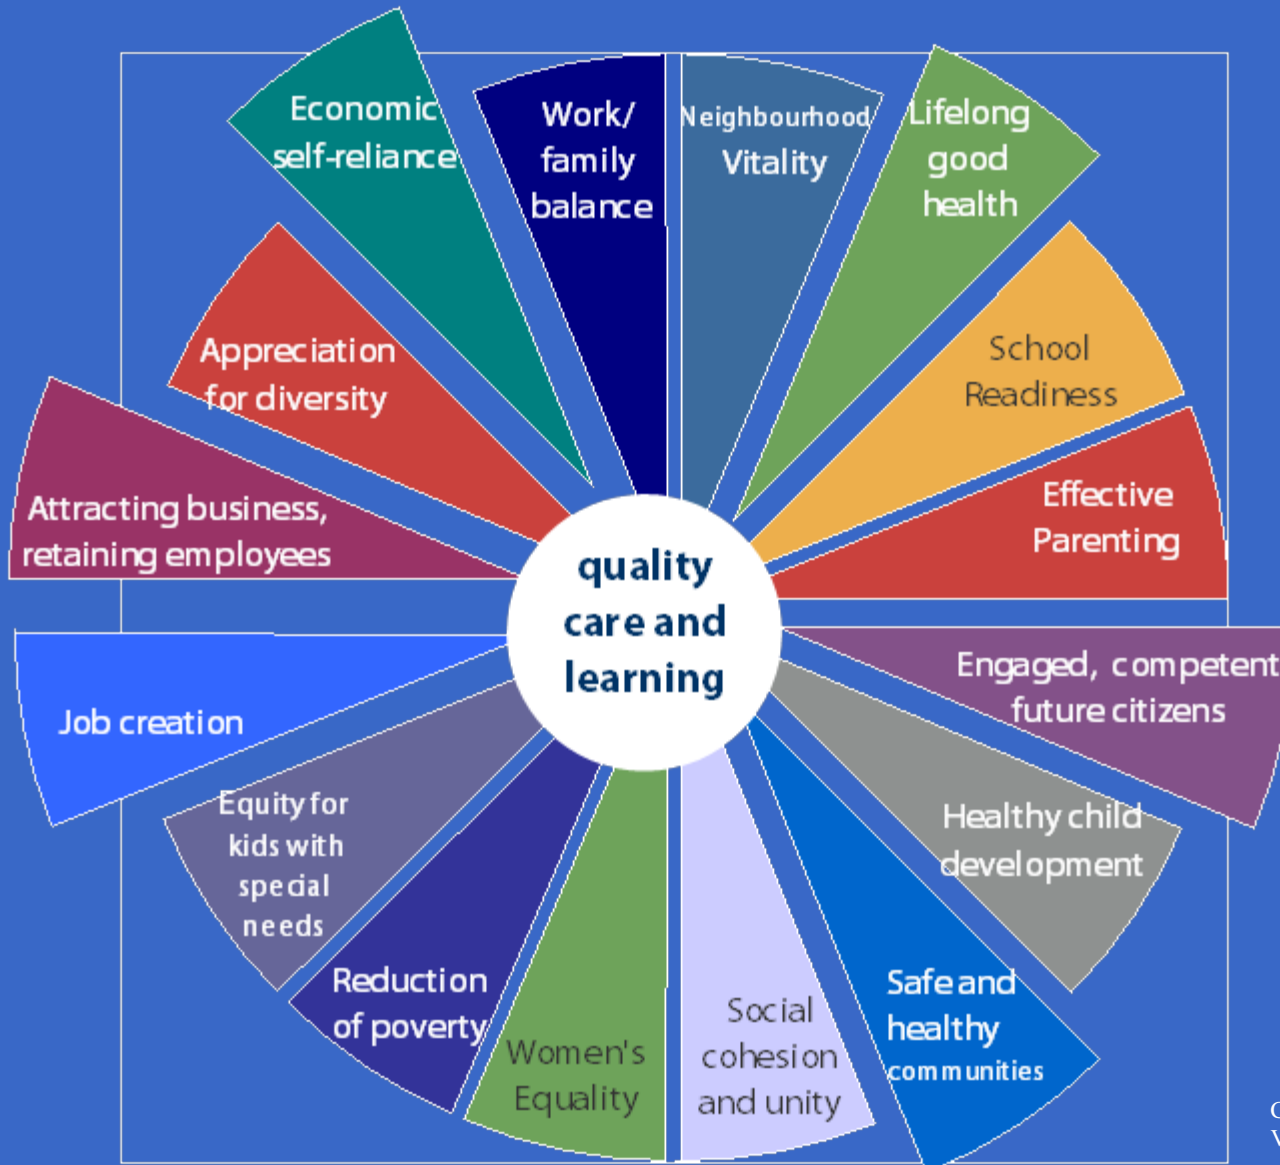 Economic
self-reliance
Work/
family
balance
Neighbourhood
Vitality
Lifelong
good
health
School
Readiness
Effective
Parenting
Engaged, competent
future citizens
Healthy child
development
Safe and
healthy
communities
Social
cohesion
and unity
Women's
Equality
Reduction
of poverty
Equity for
kids with
special
needs
Job creation
Attracting business,
retaining employees
Appreciation
for diversity
quality
care and
learning